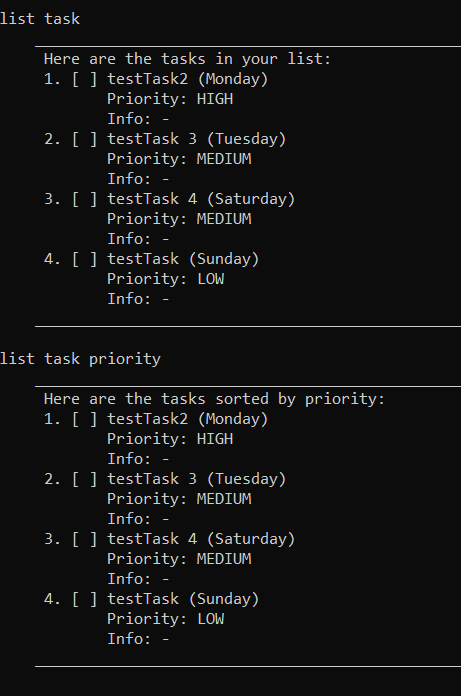 list task
Here are the tasks in your list:
1. [ ] testTask2 (Monday)
Priority: HIGH
Info: -
2. [ ] testTask 3 (Tuesday)
Priority: MEDIUM
Info: -
3. [ ] testTask 4 (Saturday)
Priority: MEDIUM
Info: -
4. [ ] testTask (Sunday)
Priority: LOW
Info: -
list task priority
Here are the tasks sorted by priority:
1. [ ] testTask2 (Monday)
Priority: HIGH
Info: -
2. [ ] testTask 3 (Tuesday)
Priority: MEDIUM
Info: -
3. [ ] testTask 4 (Saturday)
Priority: MEDIUM
Info: -
4. [ ] testTask (Sunday)
Priority: LOW
Info: -